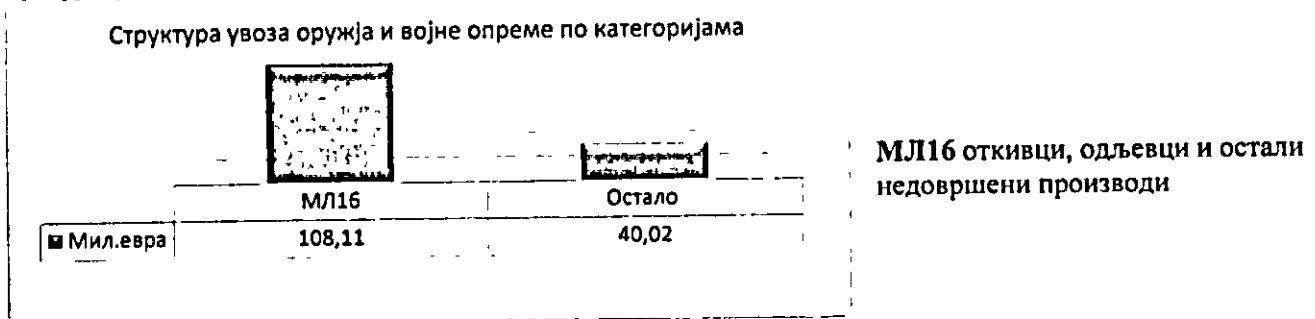 Структура увоза оружја и војне опреме по категоријама
МЛ16 Остало
Мил.евра 108,11 40,02
МЛ16 откивци, одљевци и остали
недовршени производи